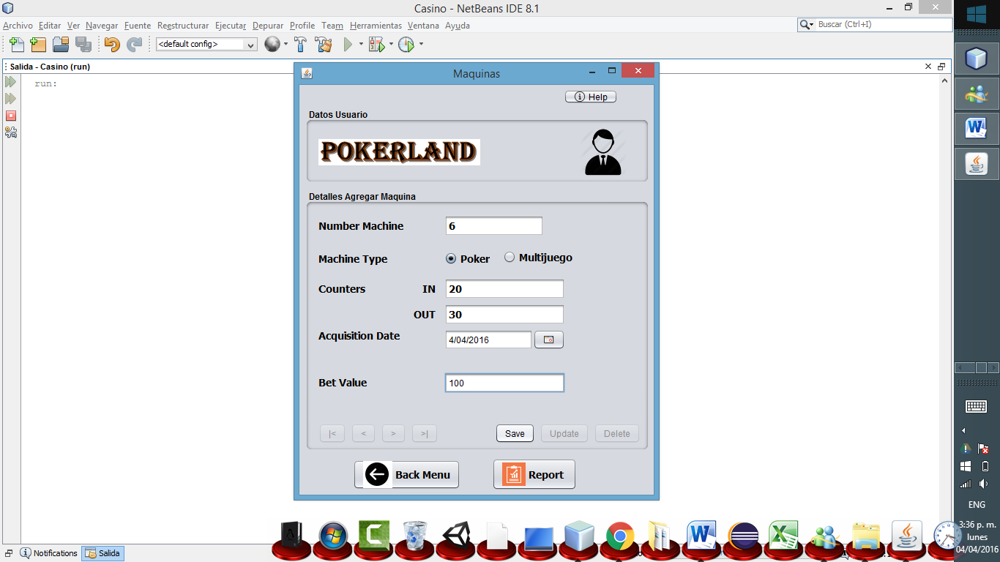 Casino - NetBeans IDE 8.1
Archivo Editar Ver Navegar Fuente Reestructurar Ejecutar Depurar Profile Team Herramientas Ventana Ayuda
Buscar (Ctrl+I)
<default config>
Salida - Casino (run)
run:
Maquinas
Help
Datos Usuario
POKERLAND
Detalles Agregar Maquina
Number Machine 6
Machine Type Poker Multijuego
Counters IN 20
OUT 30
Acquisition Date 4/04/2016
Bet Value 100
|< < > >| Save Update Delete
Back Menu Report
Notifications Salida
ENG
3:36 p. m.
lunes
04/04/2016